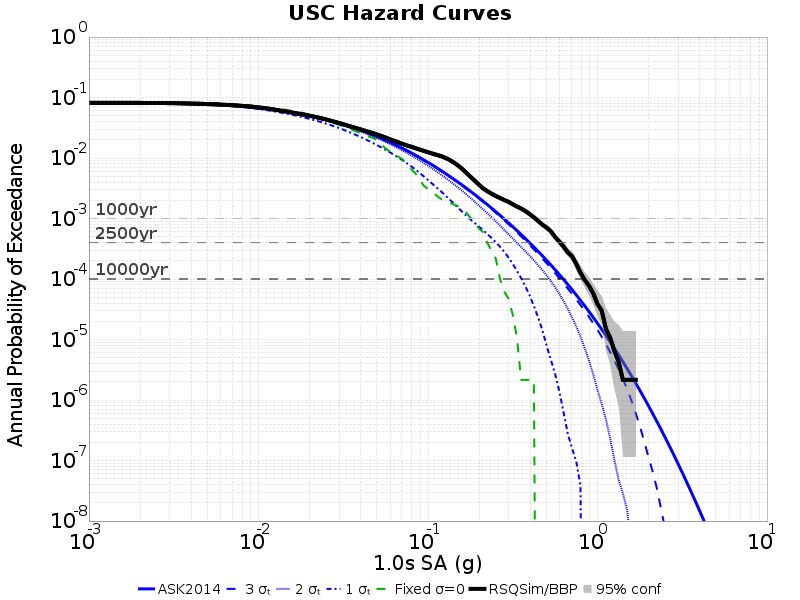 USC Hazard Curves
10^0
10^-1
10^-2
10^-3
10^-4
10^-5
10^-6
10^-7
10^-8
Annual Probability of Exceedance
1000yr
2500yr
10000yr
10^-3 10^-2 10^-1 10^0 10^1
1.0s SA (g)
ASK2014 3 σₜ 2 σₜ 1 σₜ Fixed σ=0 RSQSim/BBP 95% conf